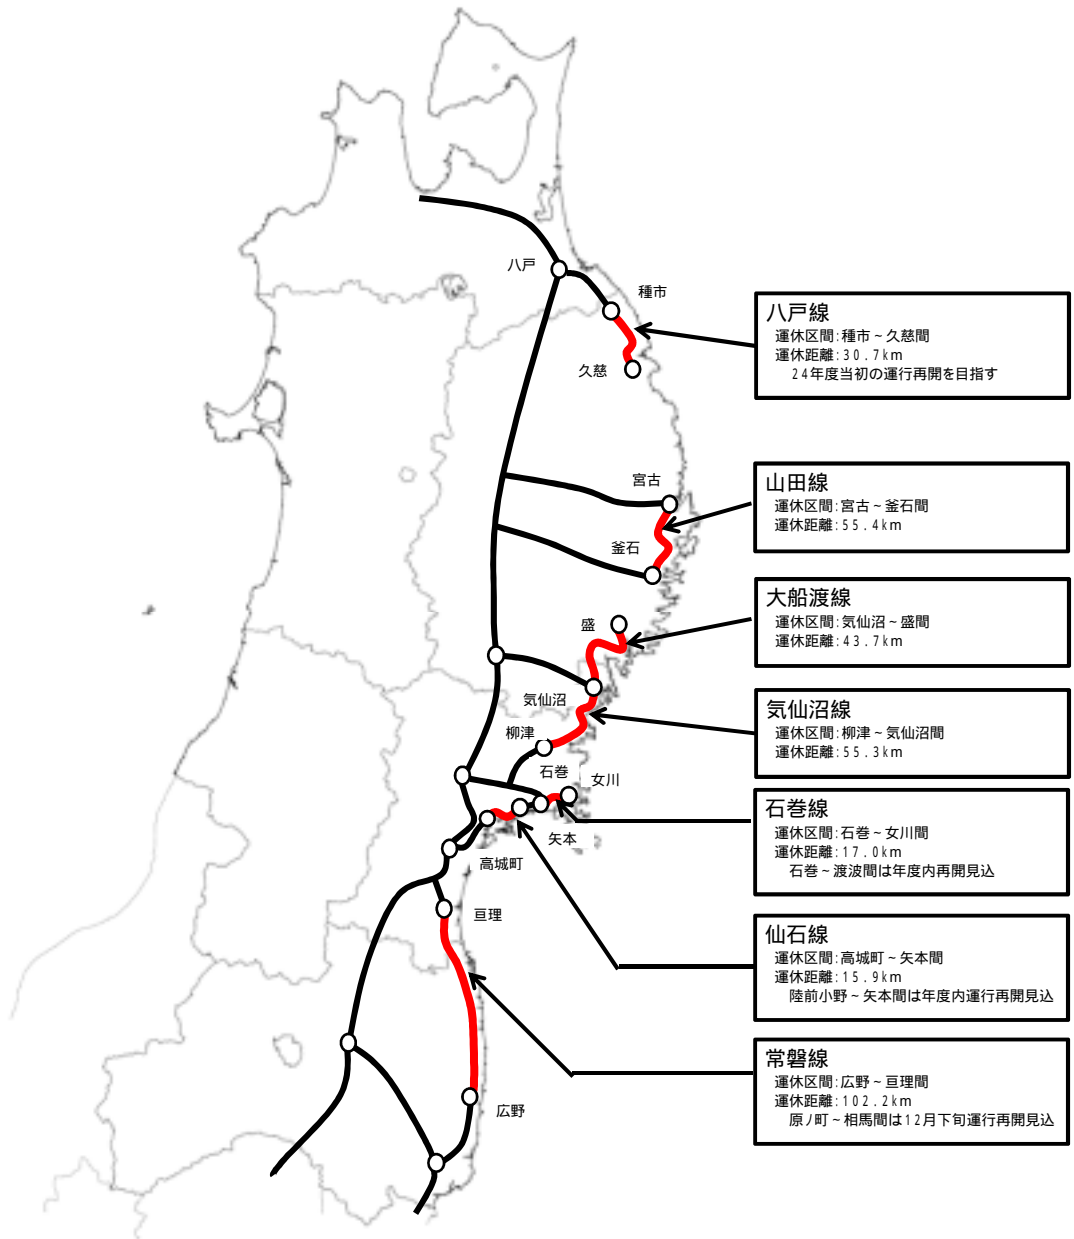 八戸
種市
久慈
宮古
釜石
盛
気仙沼
柳津
石巻
女川
矢本
高城町
亘理
広野
八戸線
運休区間:種市～久慈間
運休距離:30.7km
24年度当初の運行再開を目指す
山田線
運休区間:宮古～釜石間
運休距離:55.4km
大船渡線
運休区間:気仙沼～盛間
運休距離:43.7km
気仙沼線
運休区間:柳津～気仙沼間
運休距離:55.3km
石巻線
運休区間:石巻～女川間
運休距離:17.0km
石巻～渡波間は年度内再開見込
仙石線
運休区間:高城町～矢本間
運休距離:15.9km
陸前小野～矢本間は年度内運行再開見込
常磐線
運休区間:広野～亘理間
運休距離:102.2km
原ノ町～相馬間は12月下旬運行再開見込